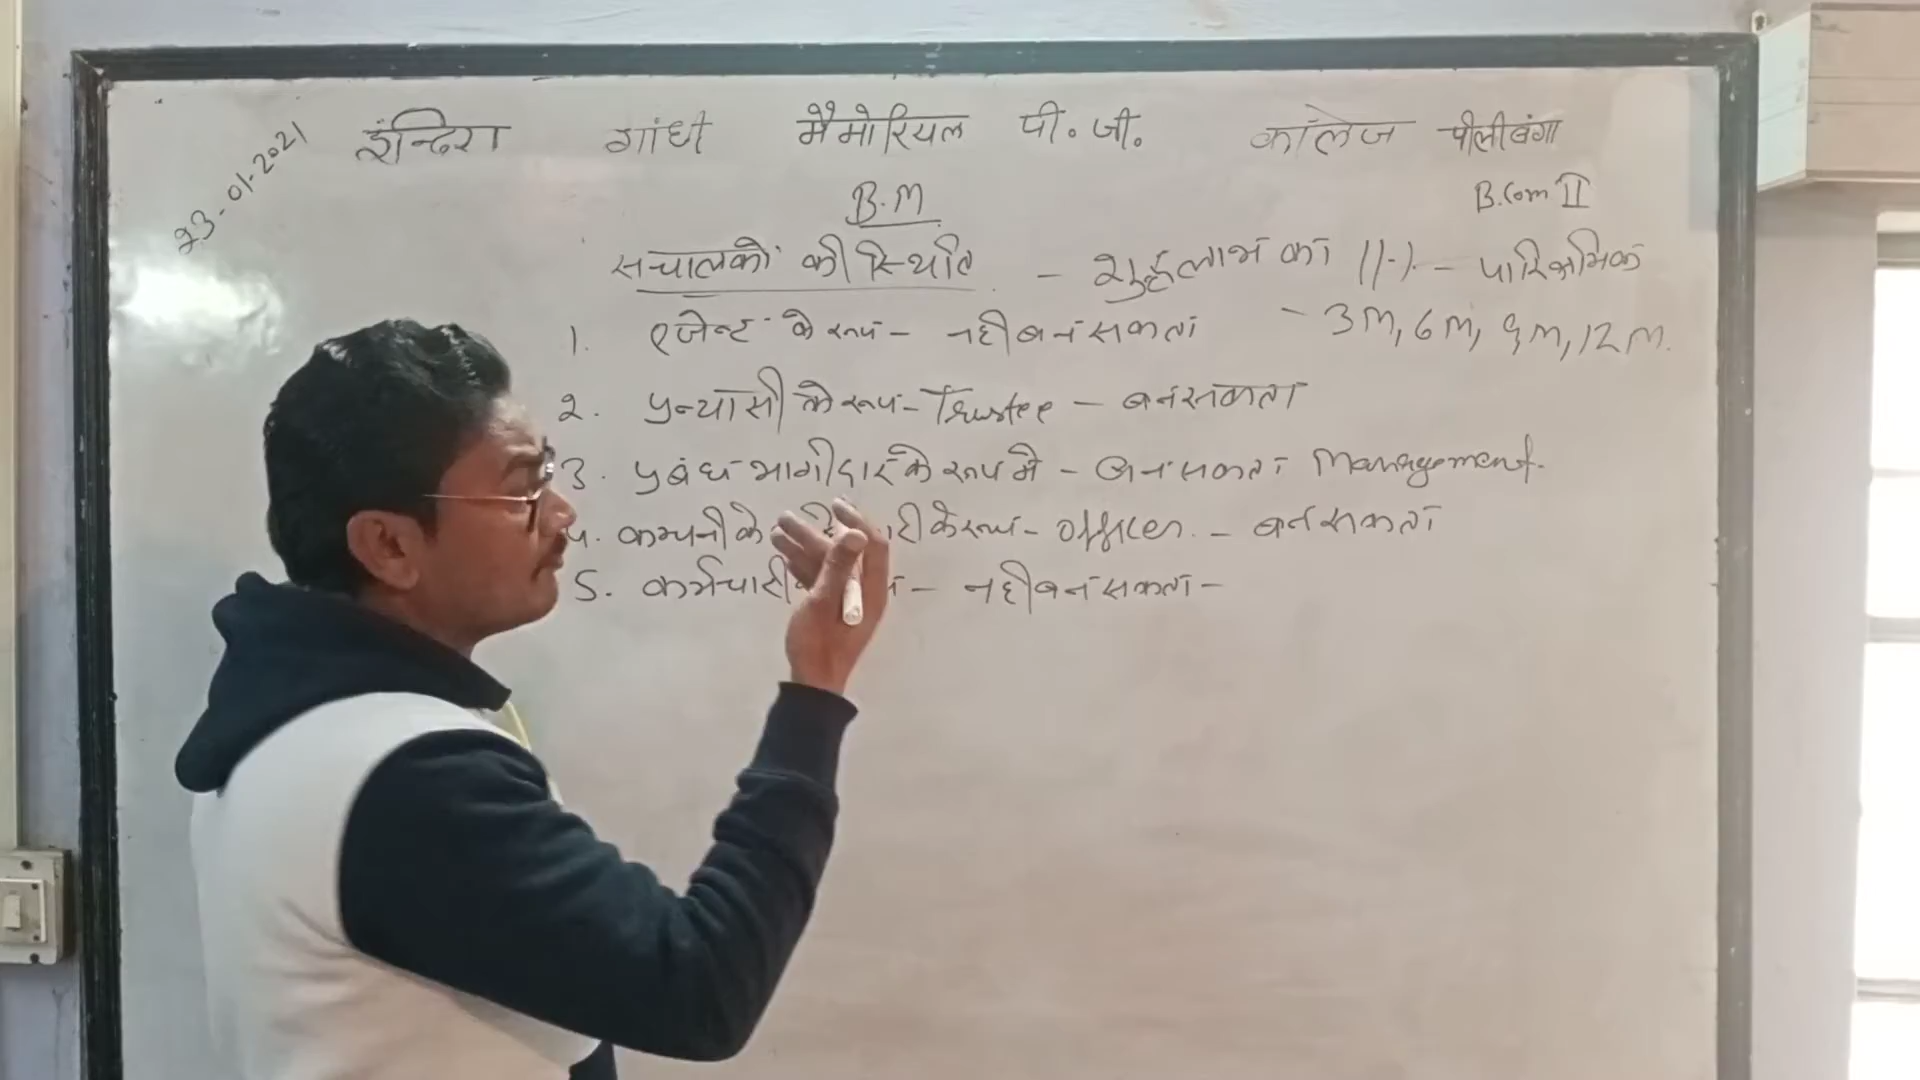 इन्दिरा गांधी मैमोरियल पी. जी. कॉलेज पीलीबंगा
23-01-2021
B.M
B.Com II
संचालको की स्थिति - शुद्ध लाभ का 11% - पारिश्रमिक
- 3M, 6M, 9M, 12M.
1. एजेन्ट के रूप - नही बन सकता
2. प्रन्यासी के रूप - Trustee - बन सकता
3. प्रबंध भागीदार के रूप मे - बन सकता Management.
4. कम्पनी के के रूप - officer. - बन सकता
5. कर्मचारी - नही बन सकता -